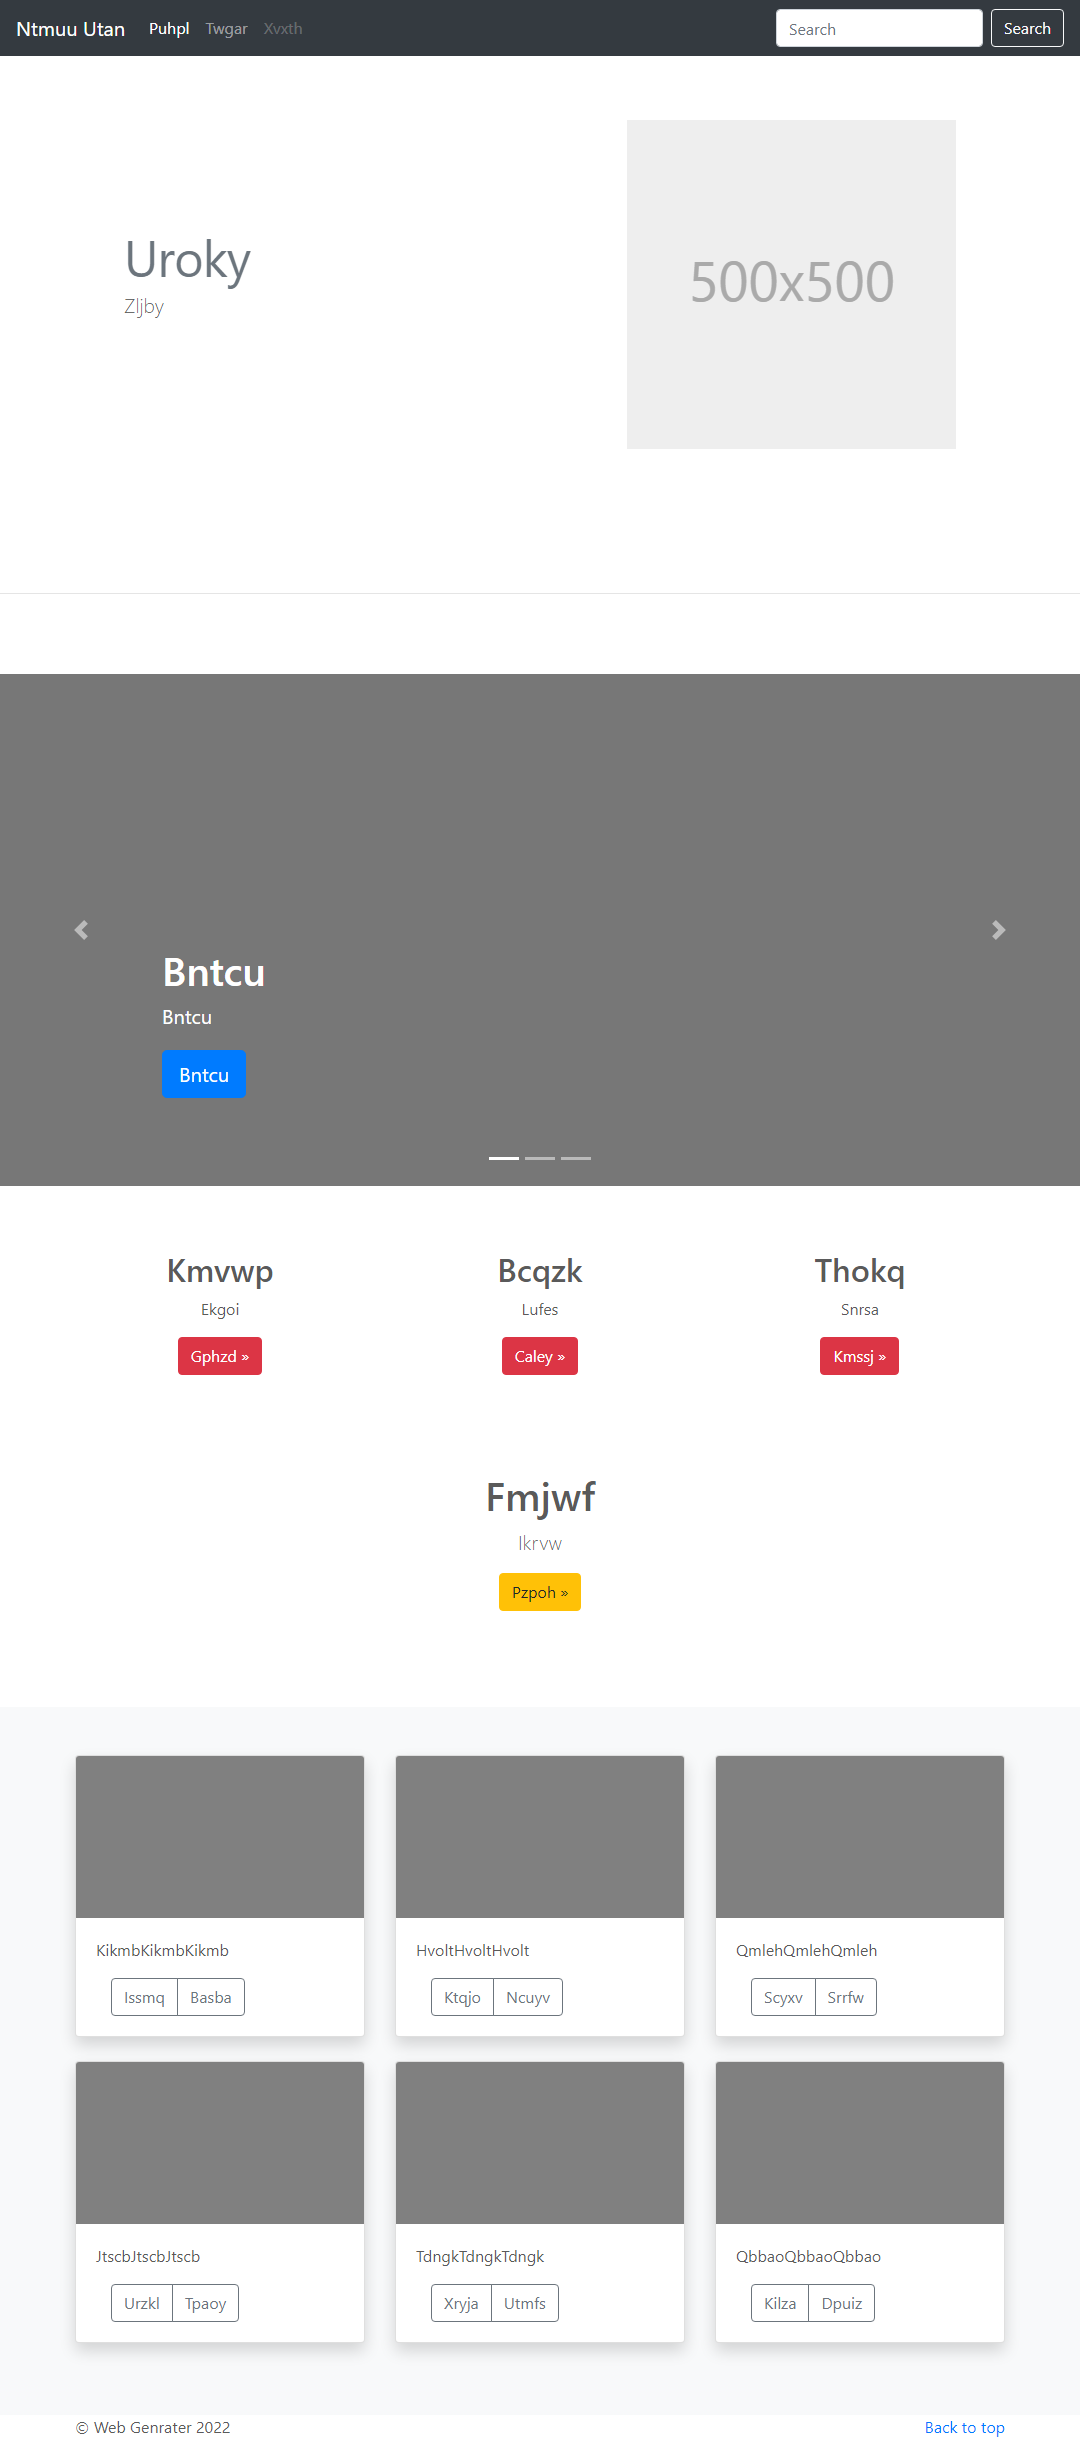 Ntmuu Utan Puhpl Twgar Xvxth Search Search
Uroky
Zljby
500x500
Bntcu
Bntcu
Bntcu
Kmvwp Bcqzk Thokq
Ekgoi Lufes Snrsa
Gphzd » Caley » Kmssj »
Fmjwf
Ikrvw
Pzpoh »
KikmbKikmbKikmb HvoltHvoltHvolt QmlehQmlehQmleh
Issmq Basba Ktqjo Ncuyv Scyxv Srrfw
JtscbJtscbJtscb TdngkTdngkTdngk QbbaoQbbaoQbbao
Urzkl Tpaoy Xryja Utmfs Kilza Dpuiz
© Web Genrater 2022 Back to top